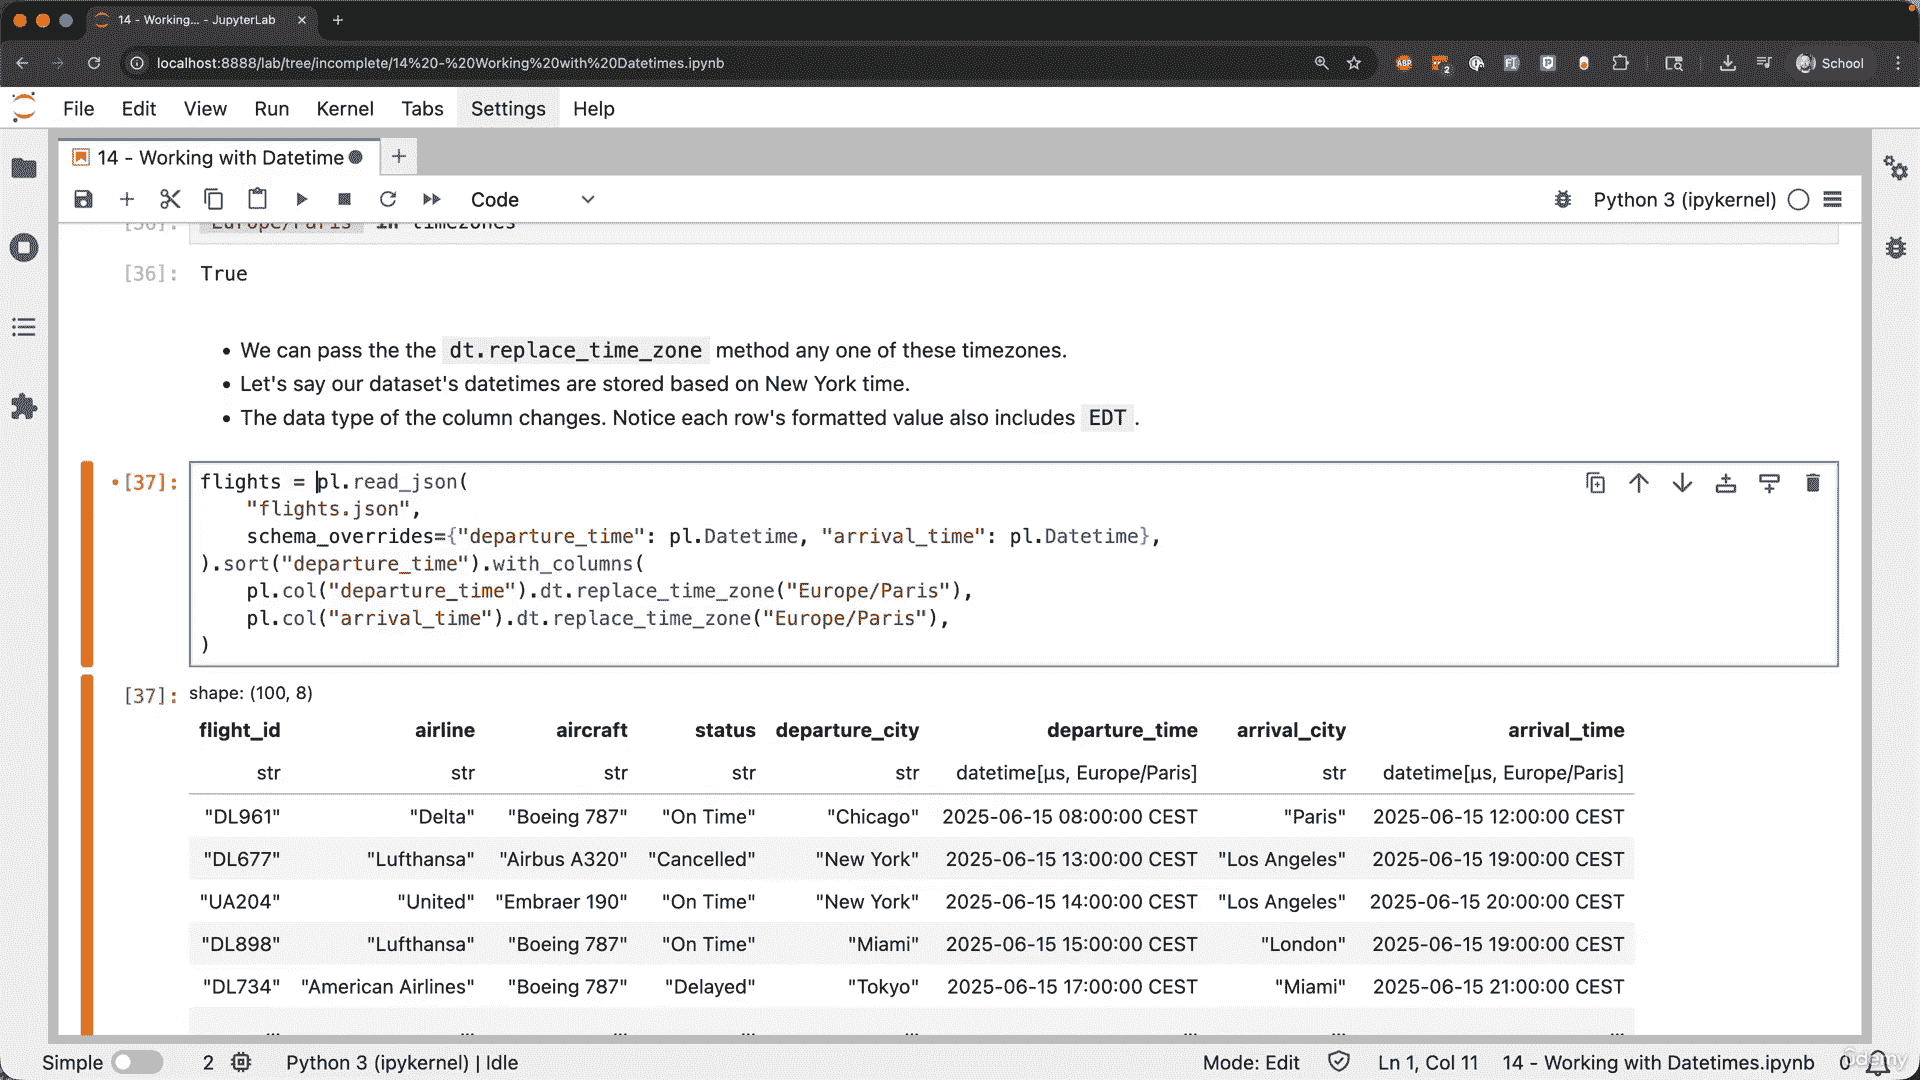 14 - Working... - JupyterLab
localhost:8888/lab/tree/incomplete/14%20-%20Working%20with%20Datetimes.ipynb
2
School
File Edit View Run Kernel Tabs Settings Help
14 - Working with Datetime
Code
Python 3 (ipykernel)
[36]: "Europe/Paris" in timezones
[36]: True
• We can pass the the dt.replace_time_zone method any one of these timezones.
• Let's say our dataset's datetimes are stored based on New York time.
• The data type of the column changes. Notice each row's formatted value also includes EDT.
[37]: flights = pl.read_json(
"flights.json",
schema_overrides={"departure_time": pl.Datetime, "arrival_time": pl.Datetime},
).sort("departure_time").with_columns(
pl.col("departure_time").dt.replace_time_zone("Europe/Paris"),
pl.col("arrival_time").dt.replace_time_zone("Europe/Paris"),
)
[37]: shape: (100, 8)
flight_id airline aircraft status departure_city departure_time arrival_city arrival_time
str str str str str datetime[μs, Europe/Paris] str datetime[μs, Europe/Paris]
"DL961" "Delta" "Boeing 787" "On Time" "Chicago" 2025-06-15 08:00:00 CEST "Paris" 2025-06-15 12:00:00 CEST
"DL677" "Lufthansa" "Airbus A320" "Cancelled" "New York" 2025-06-15 13:00:00 CEST "Los Angeles" 2025-06-15 19:00:00 CEST
"UA204" "United" "Embraer 190" "On Time" "New York" 2025-06-15 14:00:00 CEST "Los Angeles" 2025-06-15 20:00:00 CEST
"DL898" "Lufthansa" "Boeing 787" "On Time" "Miami" 2025-06-15 15:00:00 CEST "London" 2025-06-15 19:00:00 CEST
"DL734" "American Airlines" "Boeing 787" "Delayed" "Tokyo" 2025-06-15 17:00:00 CEST "Miami" 2025-06-15 21:00:00 CEST
… … … … … … … …
Simple 2 Python 3 (ipykernel) | Idle Mode: Edit Ln 1, Col 11 14 - Working with Datetimes.ipynb 0
Udemy